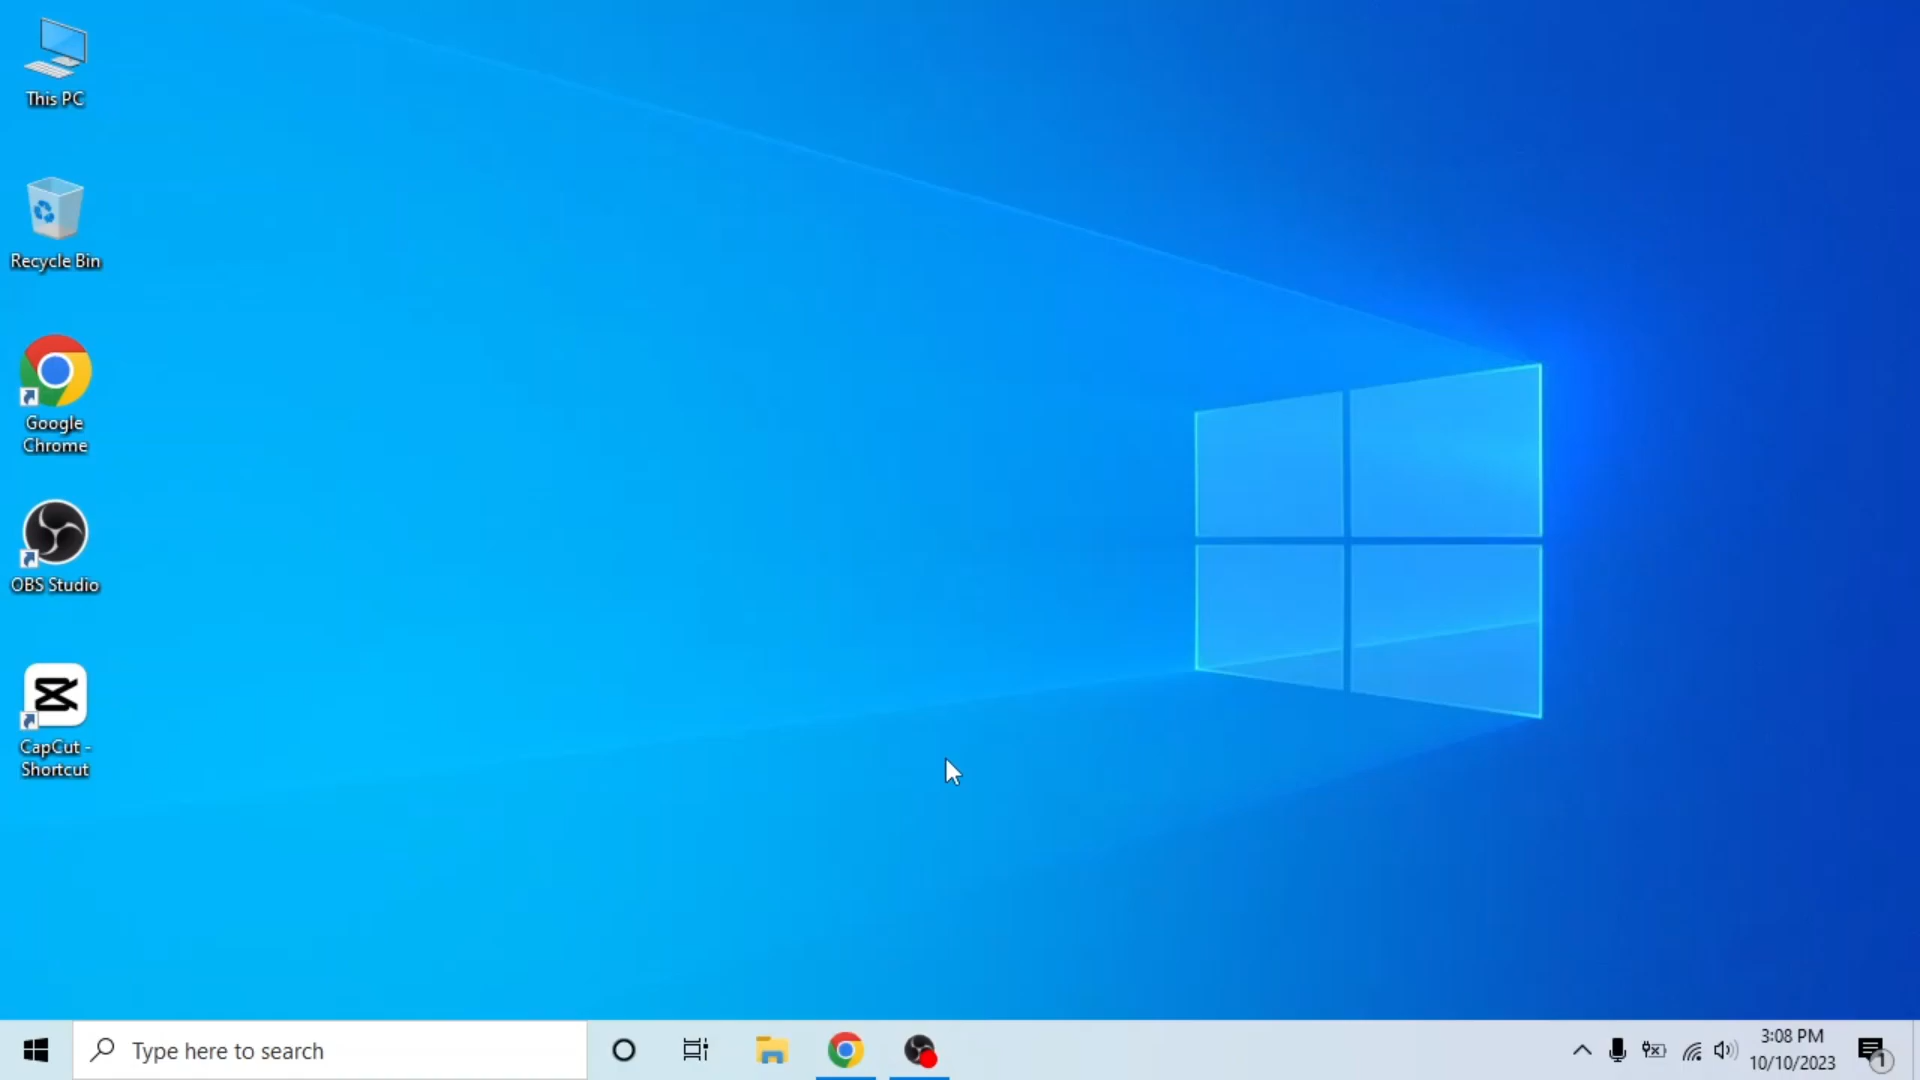 This PC
Recycle Bin
Google
Chrome
OBS Studio
CapCut -
Shortcut
Type here to search
3:08 PM
10/10/2023
1